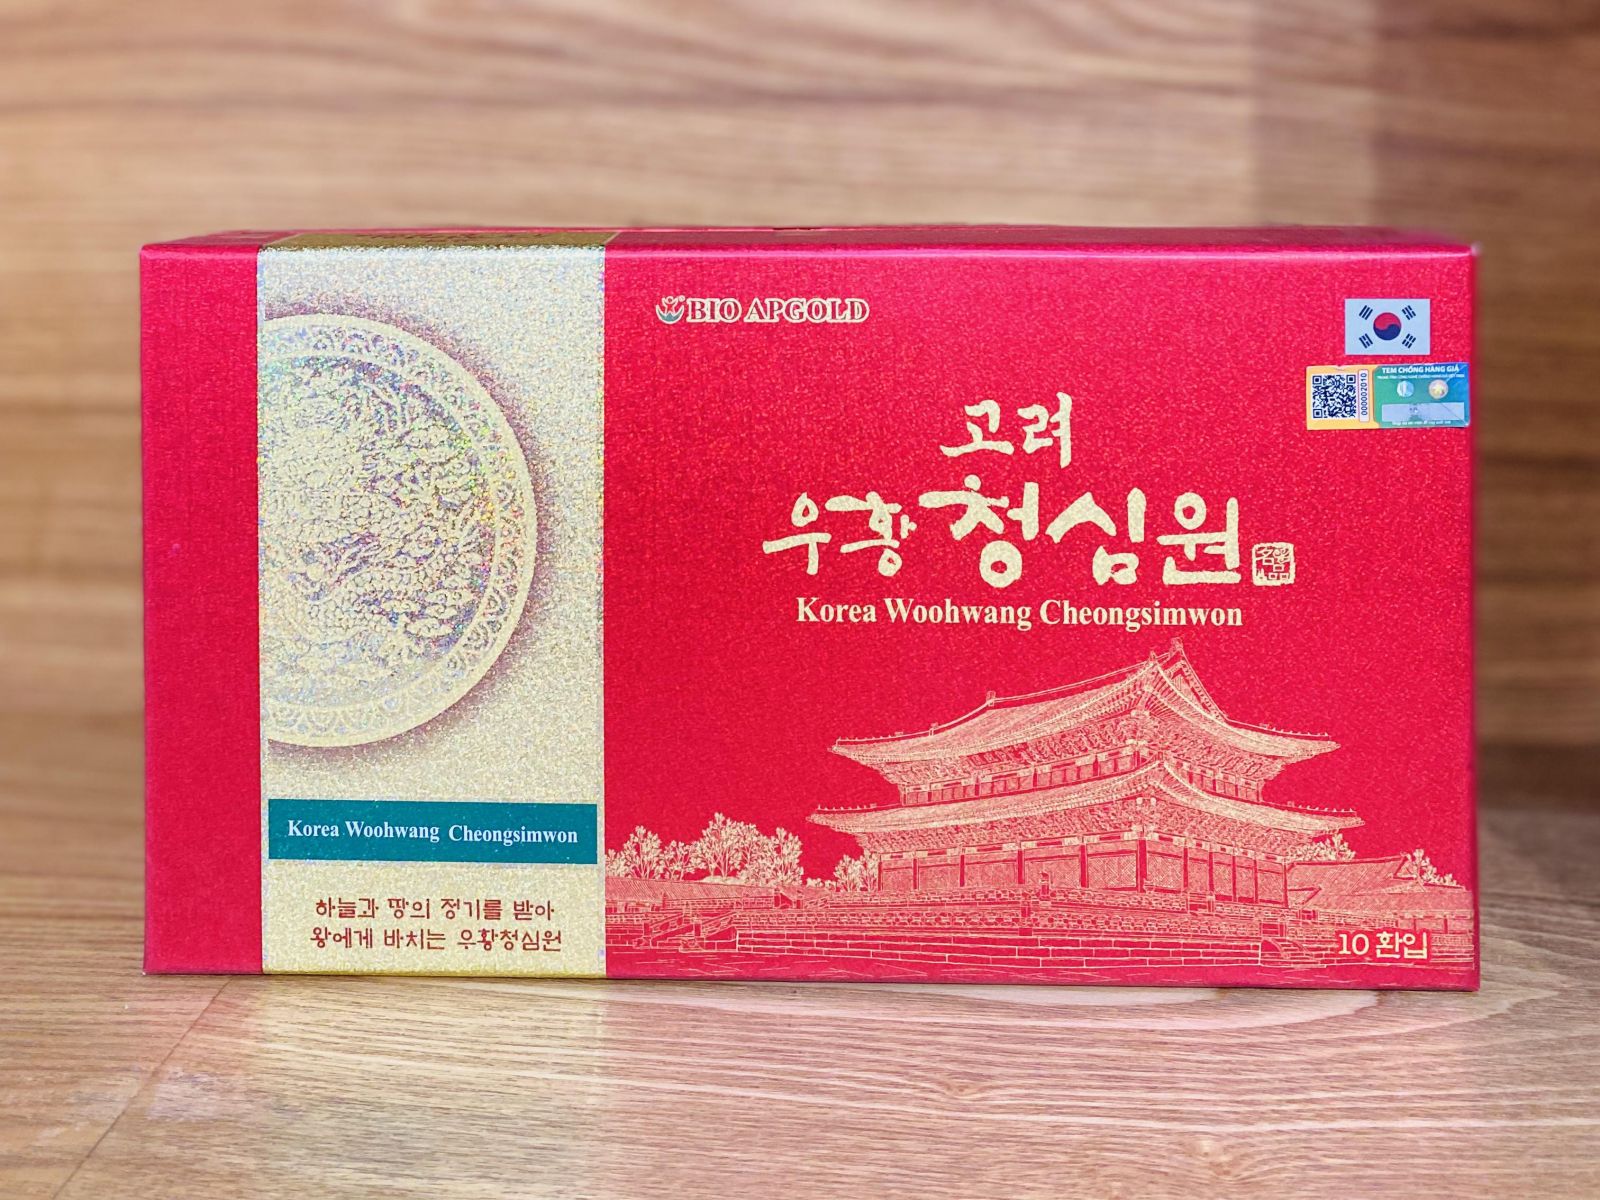 BIO APGOLD
TEM CHỐNG HÀNG GIẢ
000002010
고려
우황청심원
Korea Woohwang Cheongsimwon
Korea Woohwang Cheongsimwon
하늘과 땅의 정기를 받아
왕에게 바치는 우황청심원
10 환입